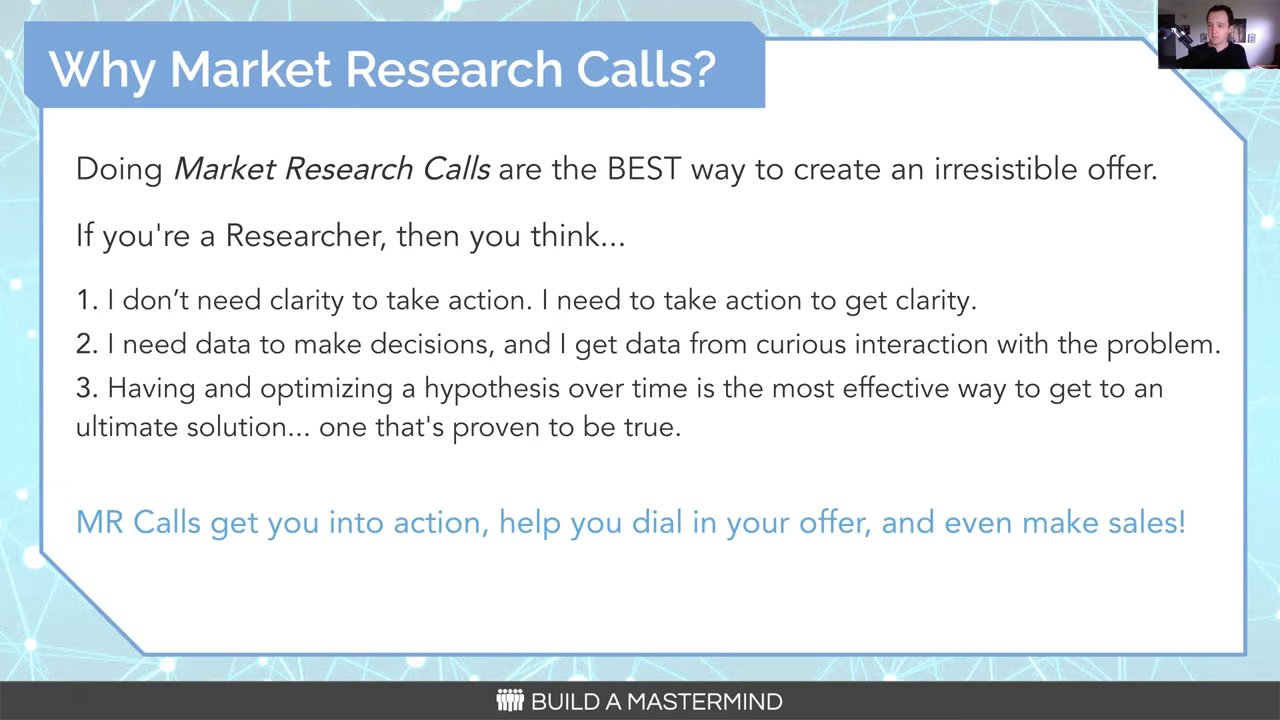 Why Market Research Calls?
Doing Market Research Calls are the BEST way to create an irresistible offer.
If you're a Researcher, then you think...
1. I don’t need clarity to take action. I need to take action to get clarity.
2. I need data to make decisions, and I get data from curious interaction with the problem.
3. Having and optimizing a hypothesis over time is the most effective way to get to an
ultimate solution... one that's proven to be true.
MR Calls get you into action, help you dial in your offer, and even make sales!
BUILD A MASTERMIND